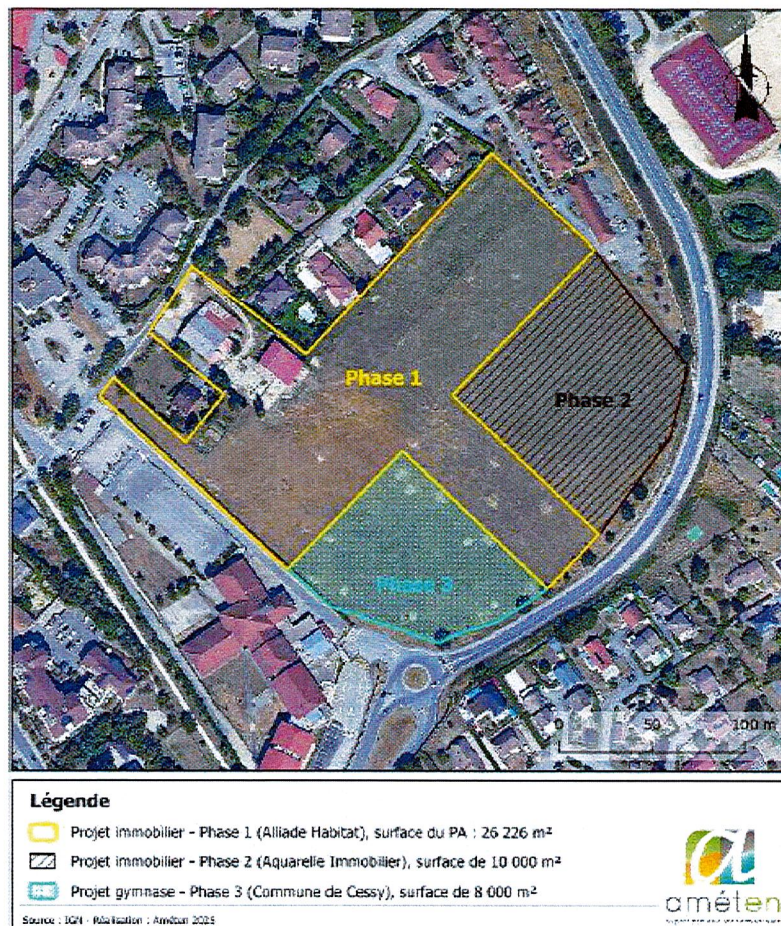 Phase 1
Phase 2
Phase 3
0 50 100 m
Légende
Projet immobilier - Phase 1 (Alliade Habitat), surface du PA : 26 226 m²
Projet immobilier - Phase 2 (Aquarelle Immobilier), surface de 10 000 m²
Projet gymnase - Phase 3 (Commune de Cessy), surface de 8 000 m²
Source : IGN - Réalisation : Améten 2025
améten